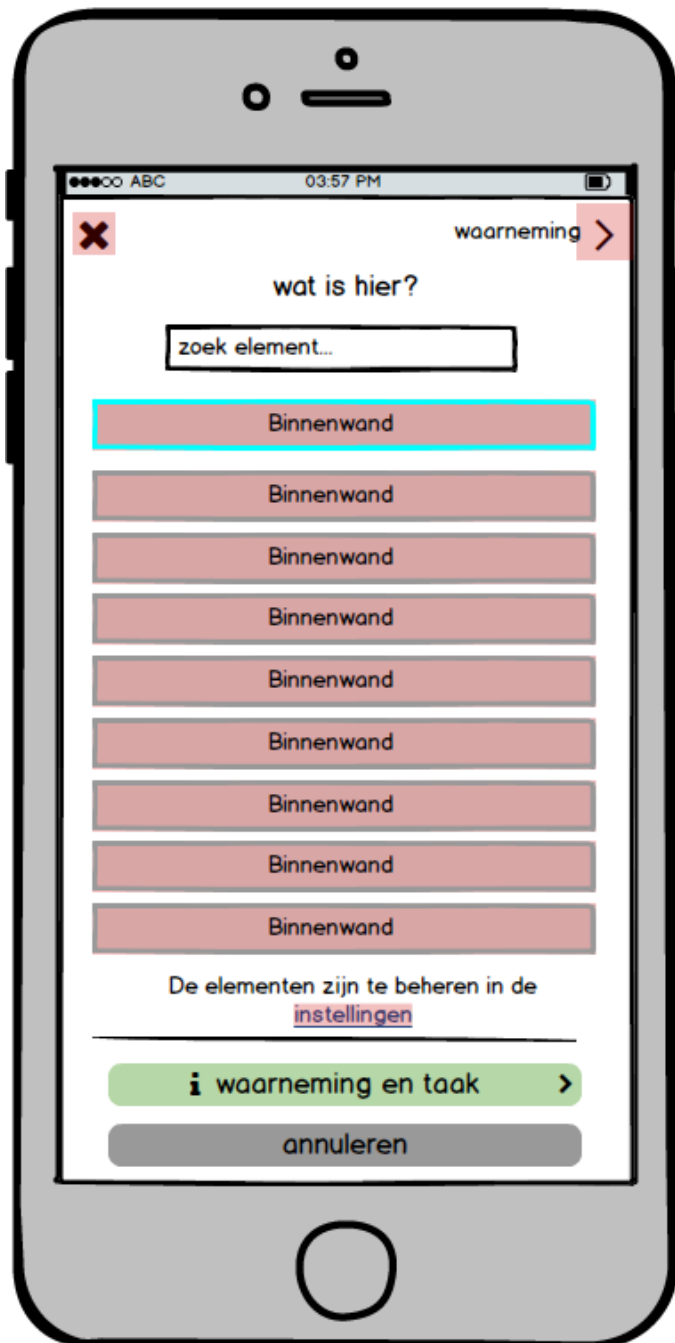 ABC 03:57 PM
waarneming
wat is hier?
zoek element...
Binnenwand
Binnenwand
Binnenwand
Binnenwand
Binnenwand
Binnenwand
Binnenwand
Binnenwand
Binnenwand
De elementen zijn te beheren in de
instellingen
i waarneming en taak
annuleren